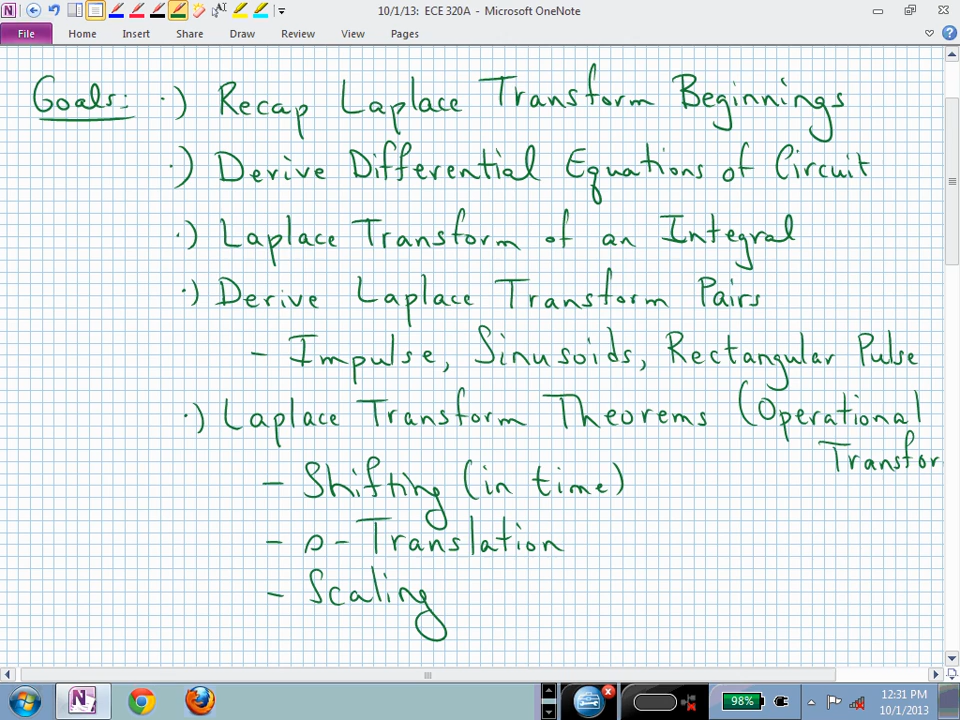 10/1/13: ECE 320A - Microsoft OneNote
File Home Insert Share Draw Review View Pages
Goals: ·) Recap Laplace Transform Beginnings
·) Derive Differential Equations of Circuit
·) Laplace Transform of an Integral
·) Derive Laplace Transform Pairs
- Impulse, Sinusoids, Rectangular Pulse
·) Laplace Transform Theorems (Operational
Transfor
- Shifting (in time)
- s-Translation
- Scaling
98%
12:31 PM
10/1/2013